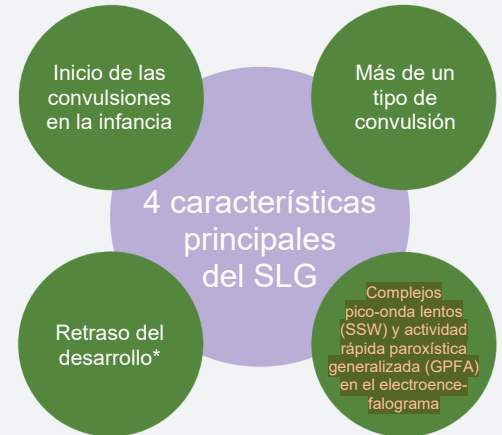 Inicio de las
convulsiones
en la infancia
Más de un
tipo de
convulsión
4 características
principales
del SLG
Retraso del
desarrollo*
Complejos
pico-onda lentos
(SSW) y actividad
rápida paroxística
generalizada (GPFA)
en el electroence-
falograma